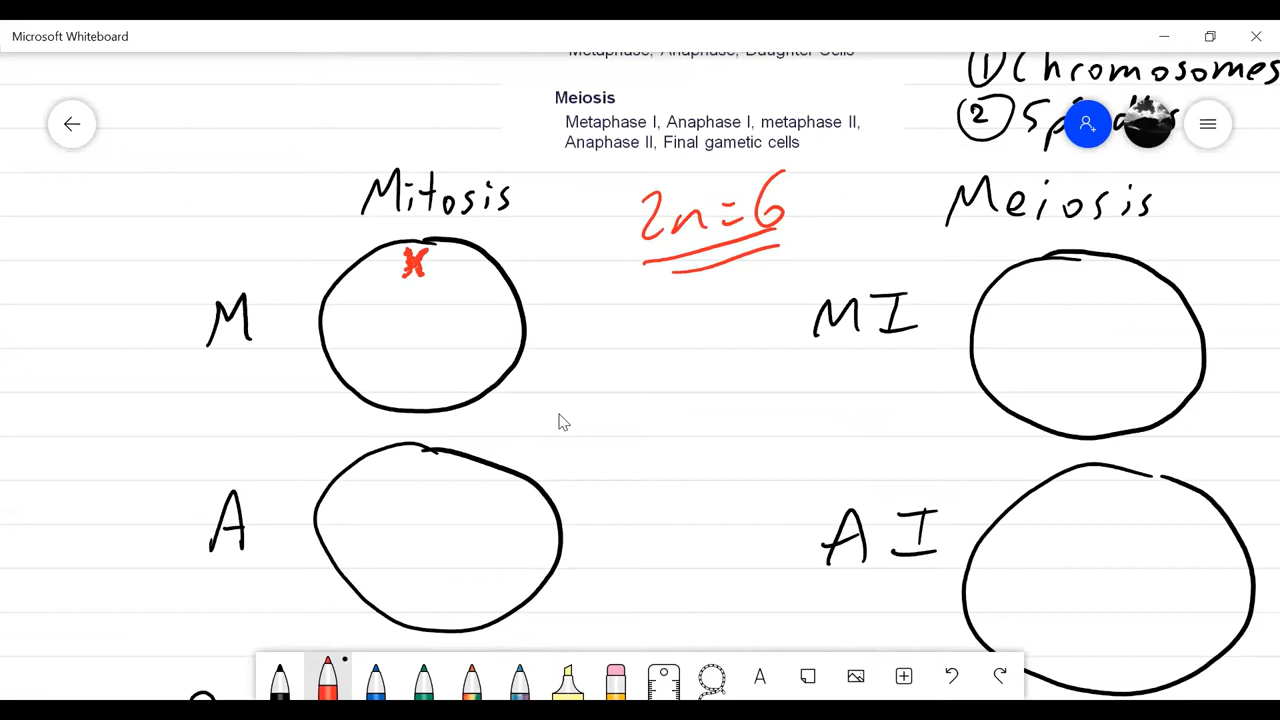 Microsoft Whiteboard
Metaphase, Anaphase, Daughter Cells
① Chromosomes
Meiosis
②
Metaphase I, Anaphase I, metaphase II,
Anaphase II, Final gametic cells
Mitosis
2n=6
Meiosis
M
MI
A
AI
A